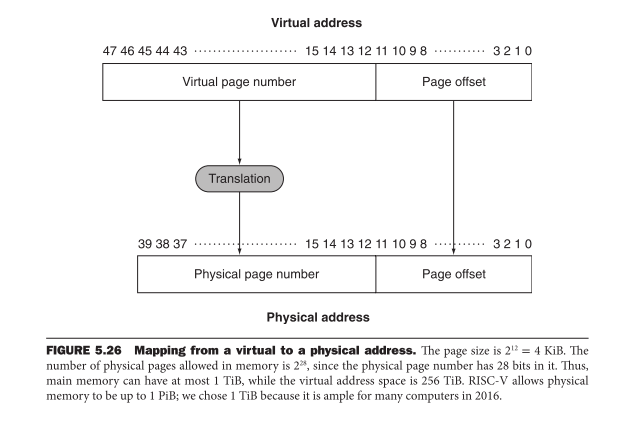 Virtual address
47 46 45 44 43 ························ 15 14 13 12 11 10 9 8 ·········· 3 2 1 0
Virtual page number Page offset
Translation
39 38 37 ························ 15 14 13 12 11 10 9 8 ·········· 3 2 1 0
Physical page number Page offset
Physical address
FIGURE 5.26 Mapping from a virtual to a physical address. The page size is 2¹² = 4 KiB. The
number of physical pages allowed in memory is 2²⁸, since the physical page number has 28 bits in it. Thus,
main memory can have at most 1 TiB, while the virtual address space is 256 TiB. RISC-V allows physical
memory to be up to 1 PiB; we chose 1 TiB because it is ample for many computers in 2016.